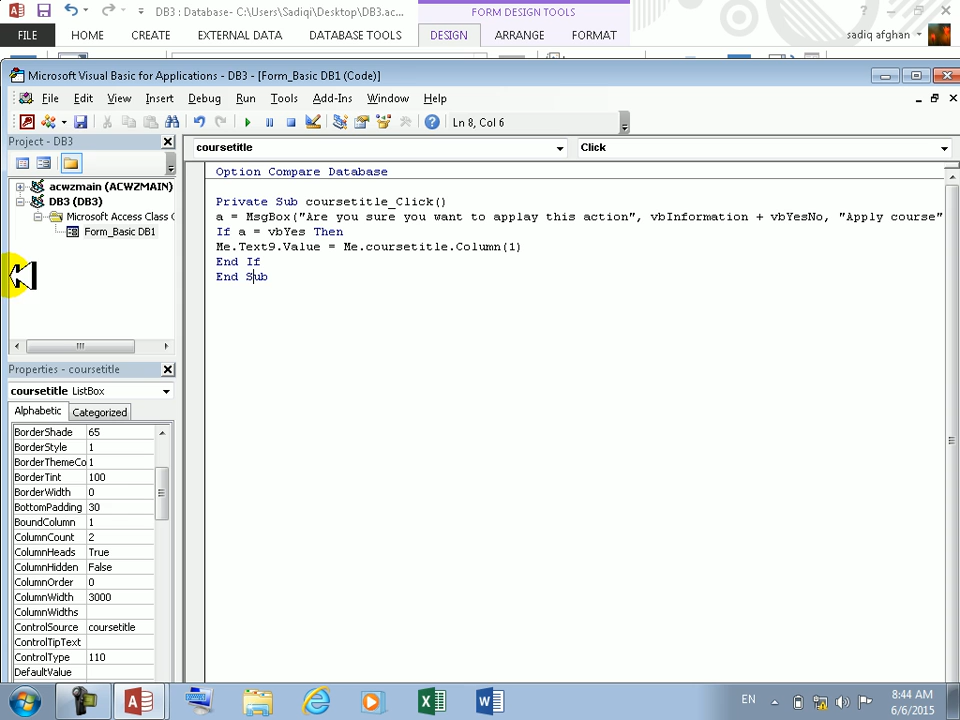 DB3 : Database- C:\Users\Sadiqi\Desktop\DB3.ac...
FORM DESIGN TOOLS
FILE HOME CREATE EXTERNAL DATA DATABASE TOOLS DESIGN ARRANGE FORMAT sadiq afghan
Microsoft Visual Basic for Applications - DB3 - [Form_Basic DB1 (Code)]
File Edit View Insert Debug Run Tools Add-Ins Window Help
Ln 8, Col 6
Project - DB3
coursetitle Click
acwzmain (ACWZMAIN)
DB3 (DB3)
Microsoft Access Class
Form_Basic DB1
Option Compare Database
Private Sub coursetitle_Click()
a = MsgBox("Are you sure you want to applay this action", vbInformation + vbYesNo, "Apply course"
If a = vbYes Then
Me.Text9.Value = Me.coursetitle.Column(1)
End If
End Sub
Properties - coursetitle
coursetitle ListBox
Alphabetic Categorized
BorderShade 65
BorderStyle 1
BorderThemeCo 1
BorderTint 100
BorderWidth 0
BottomPadding 30
BoundColumn 1
ColumnCount 2
ColumnHeads True
ColumnHidden False
ColumnOrder 0
ColumnWidth 3000
ColumnWidths
ControlSource coursetitle
ControlTipText
ControlType 110
DefaultValue
EN
8:44 AM
6/6/2015